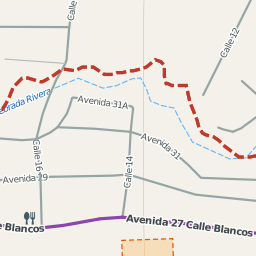 Calle
Calle 12
orada Rivera
Avenida 31A
Avenida 31
Calle 16
Calle 14
Avenida 29
e Blancos
Avenida 27 Calle Blancos